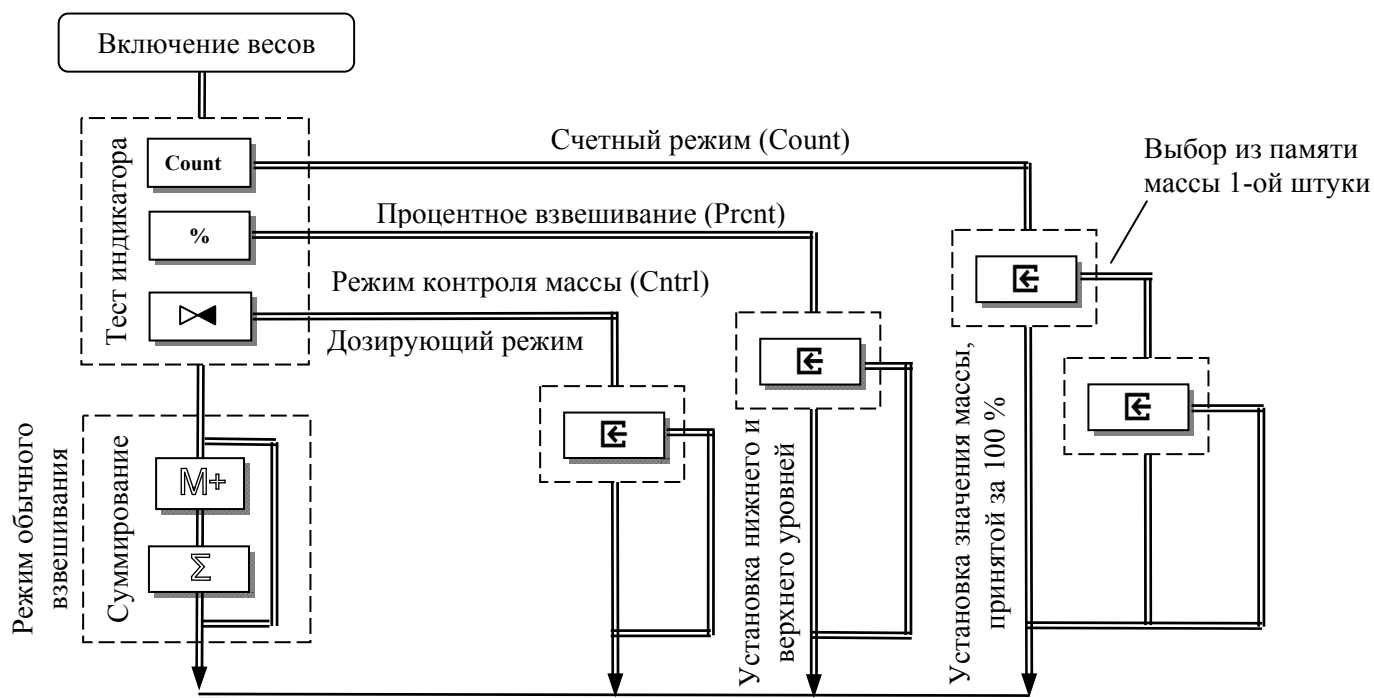 Включение весов
Тест индикатора
Count
%
Счетный режим (Count)
Процентное взвешивание (Prcnt)
Режим контроля массы (Cntrl)
Дозирующий режим
Выбор из памяти
массы 1-ой штуки
Режим обычного
взвешивания
Суммирование
M+
Σ
Установка нижнего и
верхнего уровней
Установка значения массы,
принятой за 100 %